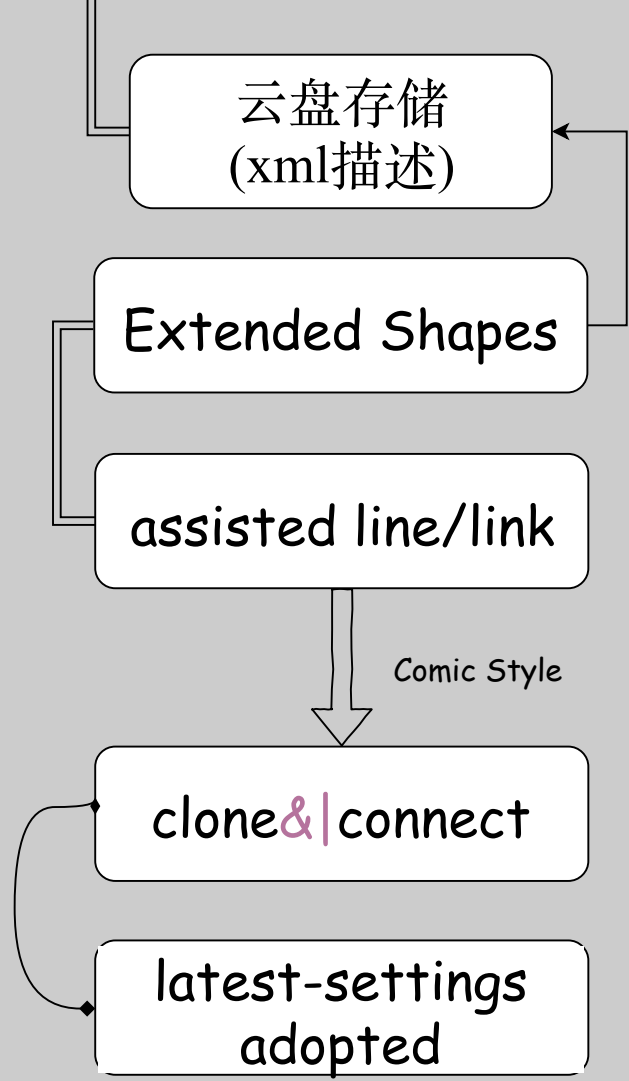 云盘存储
(xml描述)
Extended Shapes
assisted line/link
Comic Style
clone&|connect
latest-settings
adopted